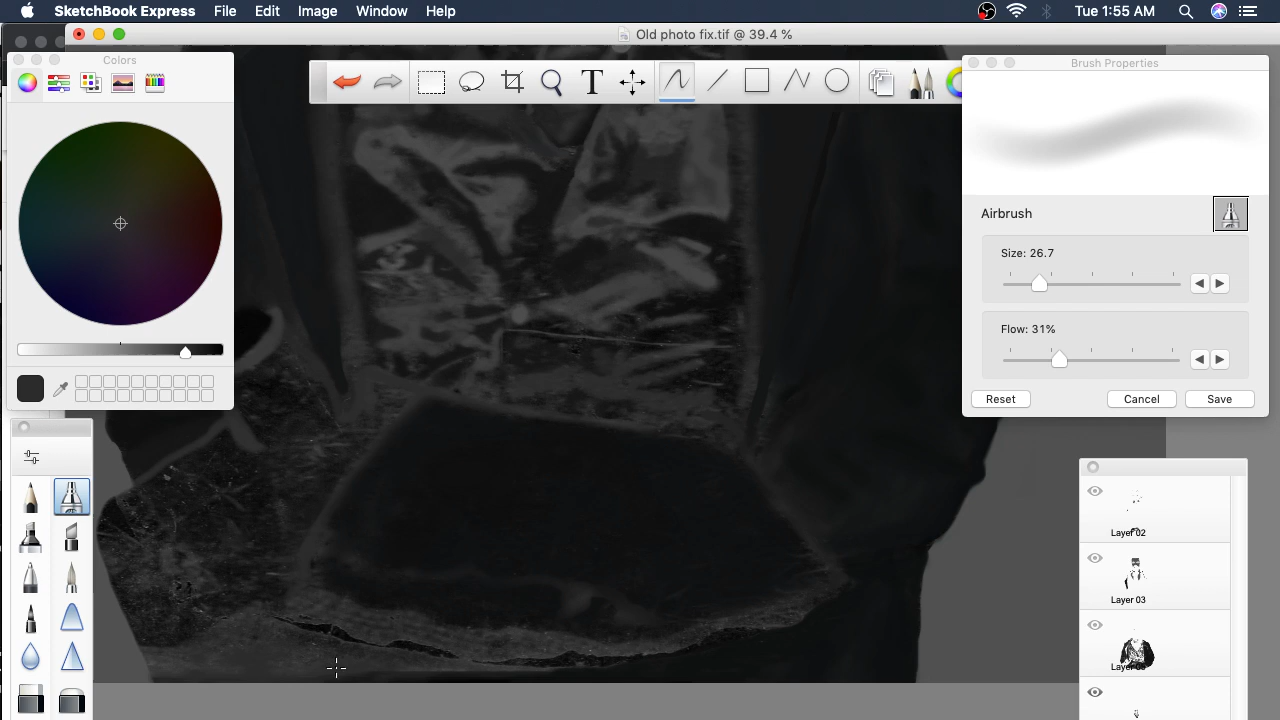 SketchBook Express File Edit Image Window Help Tue 1:55 AM
Old photo fix.tif @ 39.4 %
Colors
T
Brush Properties
Airbrush
Size: 26.7
Flow: 31%
Reset Cancel Save
Layer 02
Layer 03